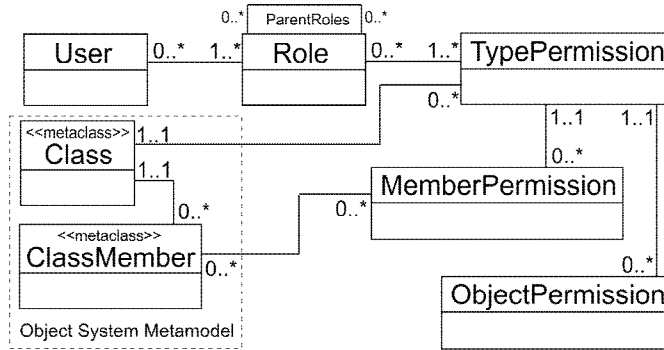 0..* ParentRoles 0..*
User 0..* 1..* Role 0..* 1..* TypePermission
0..*
<<metaclass>>
Class
1..1
1..1
1..1 1..1
0..*
MemberPermission
0..*
0..*
<<metaclass>>
ClassMember
0..*
0..*
ObjectPermission
Object System Metamodel